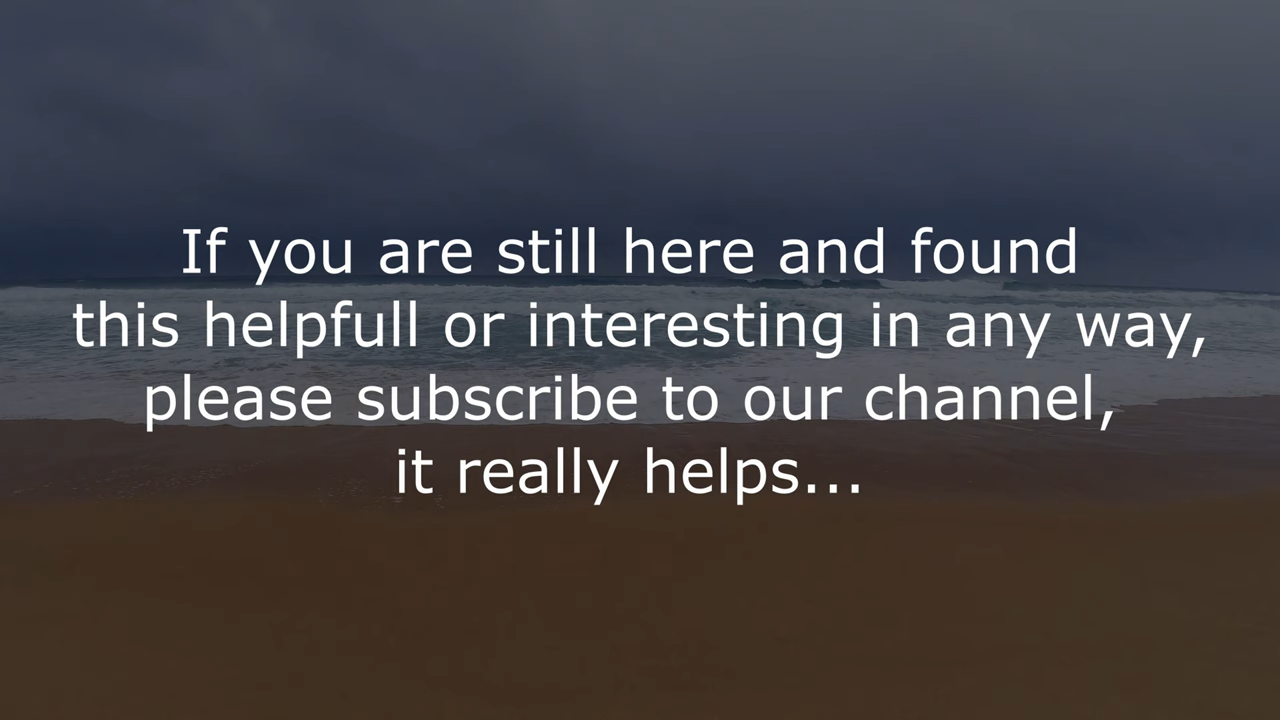 If you are still here and found
this helpfull or interesting in any way,
please subscribe to our channel,
it really helps...